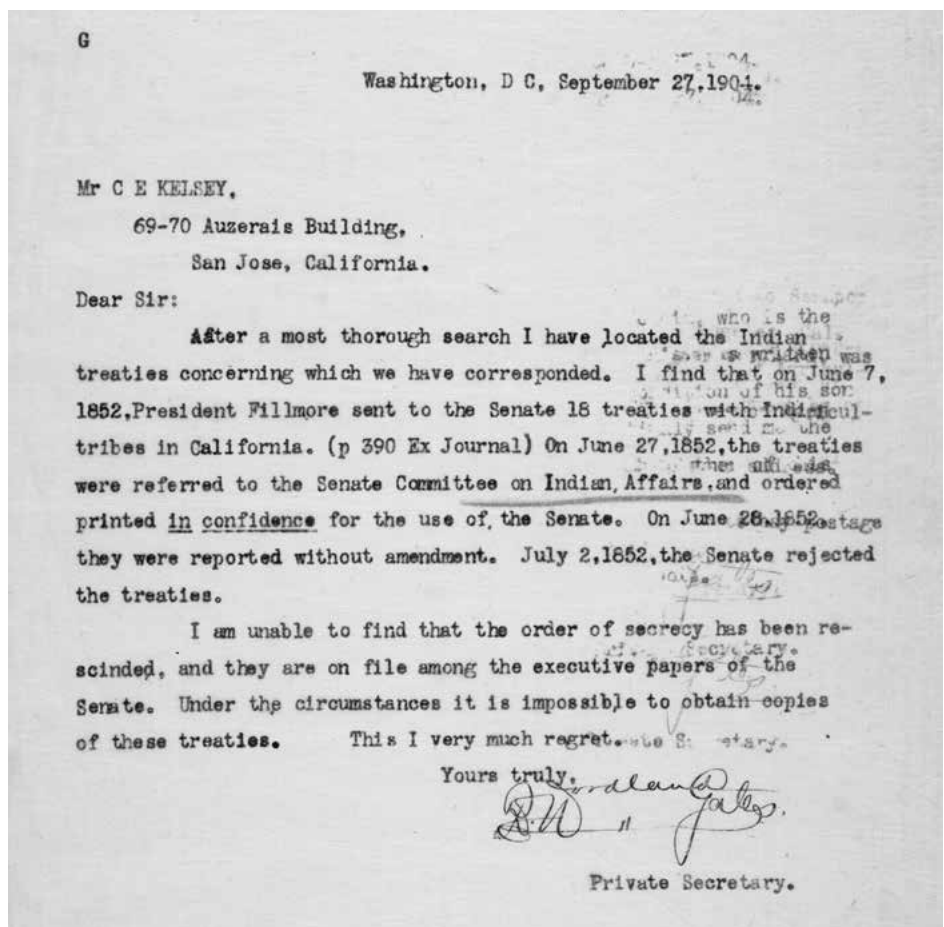 G
Washington, D C, September 27,1904.
Mr C E KELSEY,
69-70 Auzerais Building,
San Jose, California.
Dear Sir:
After a most thorough search I have located the Indian
treaties concerning which we have corresponded. I find that on June 7,
1852,President Fillmore sent to the Senate 18 treaties with Indian
tribes in California. (p 390 Ex Journal) On June 27,1852,the treaties
were referred to the Senate Committee on Indian Affairs,and ordered
printed in confidence for the use of the Senate. On June 28,1852,
they were reported without amendment. July 2,1852,the Senate rejected
the treaties.
I am unable to find that the order of secrecy has been re-
scinded, and they are on file among the executive papers of the
Senate. Under the circumstances it is impossible to obtain copies
of these treaties. This I very much regret.
Yours truly,
Gates.
Private Secretary.